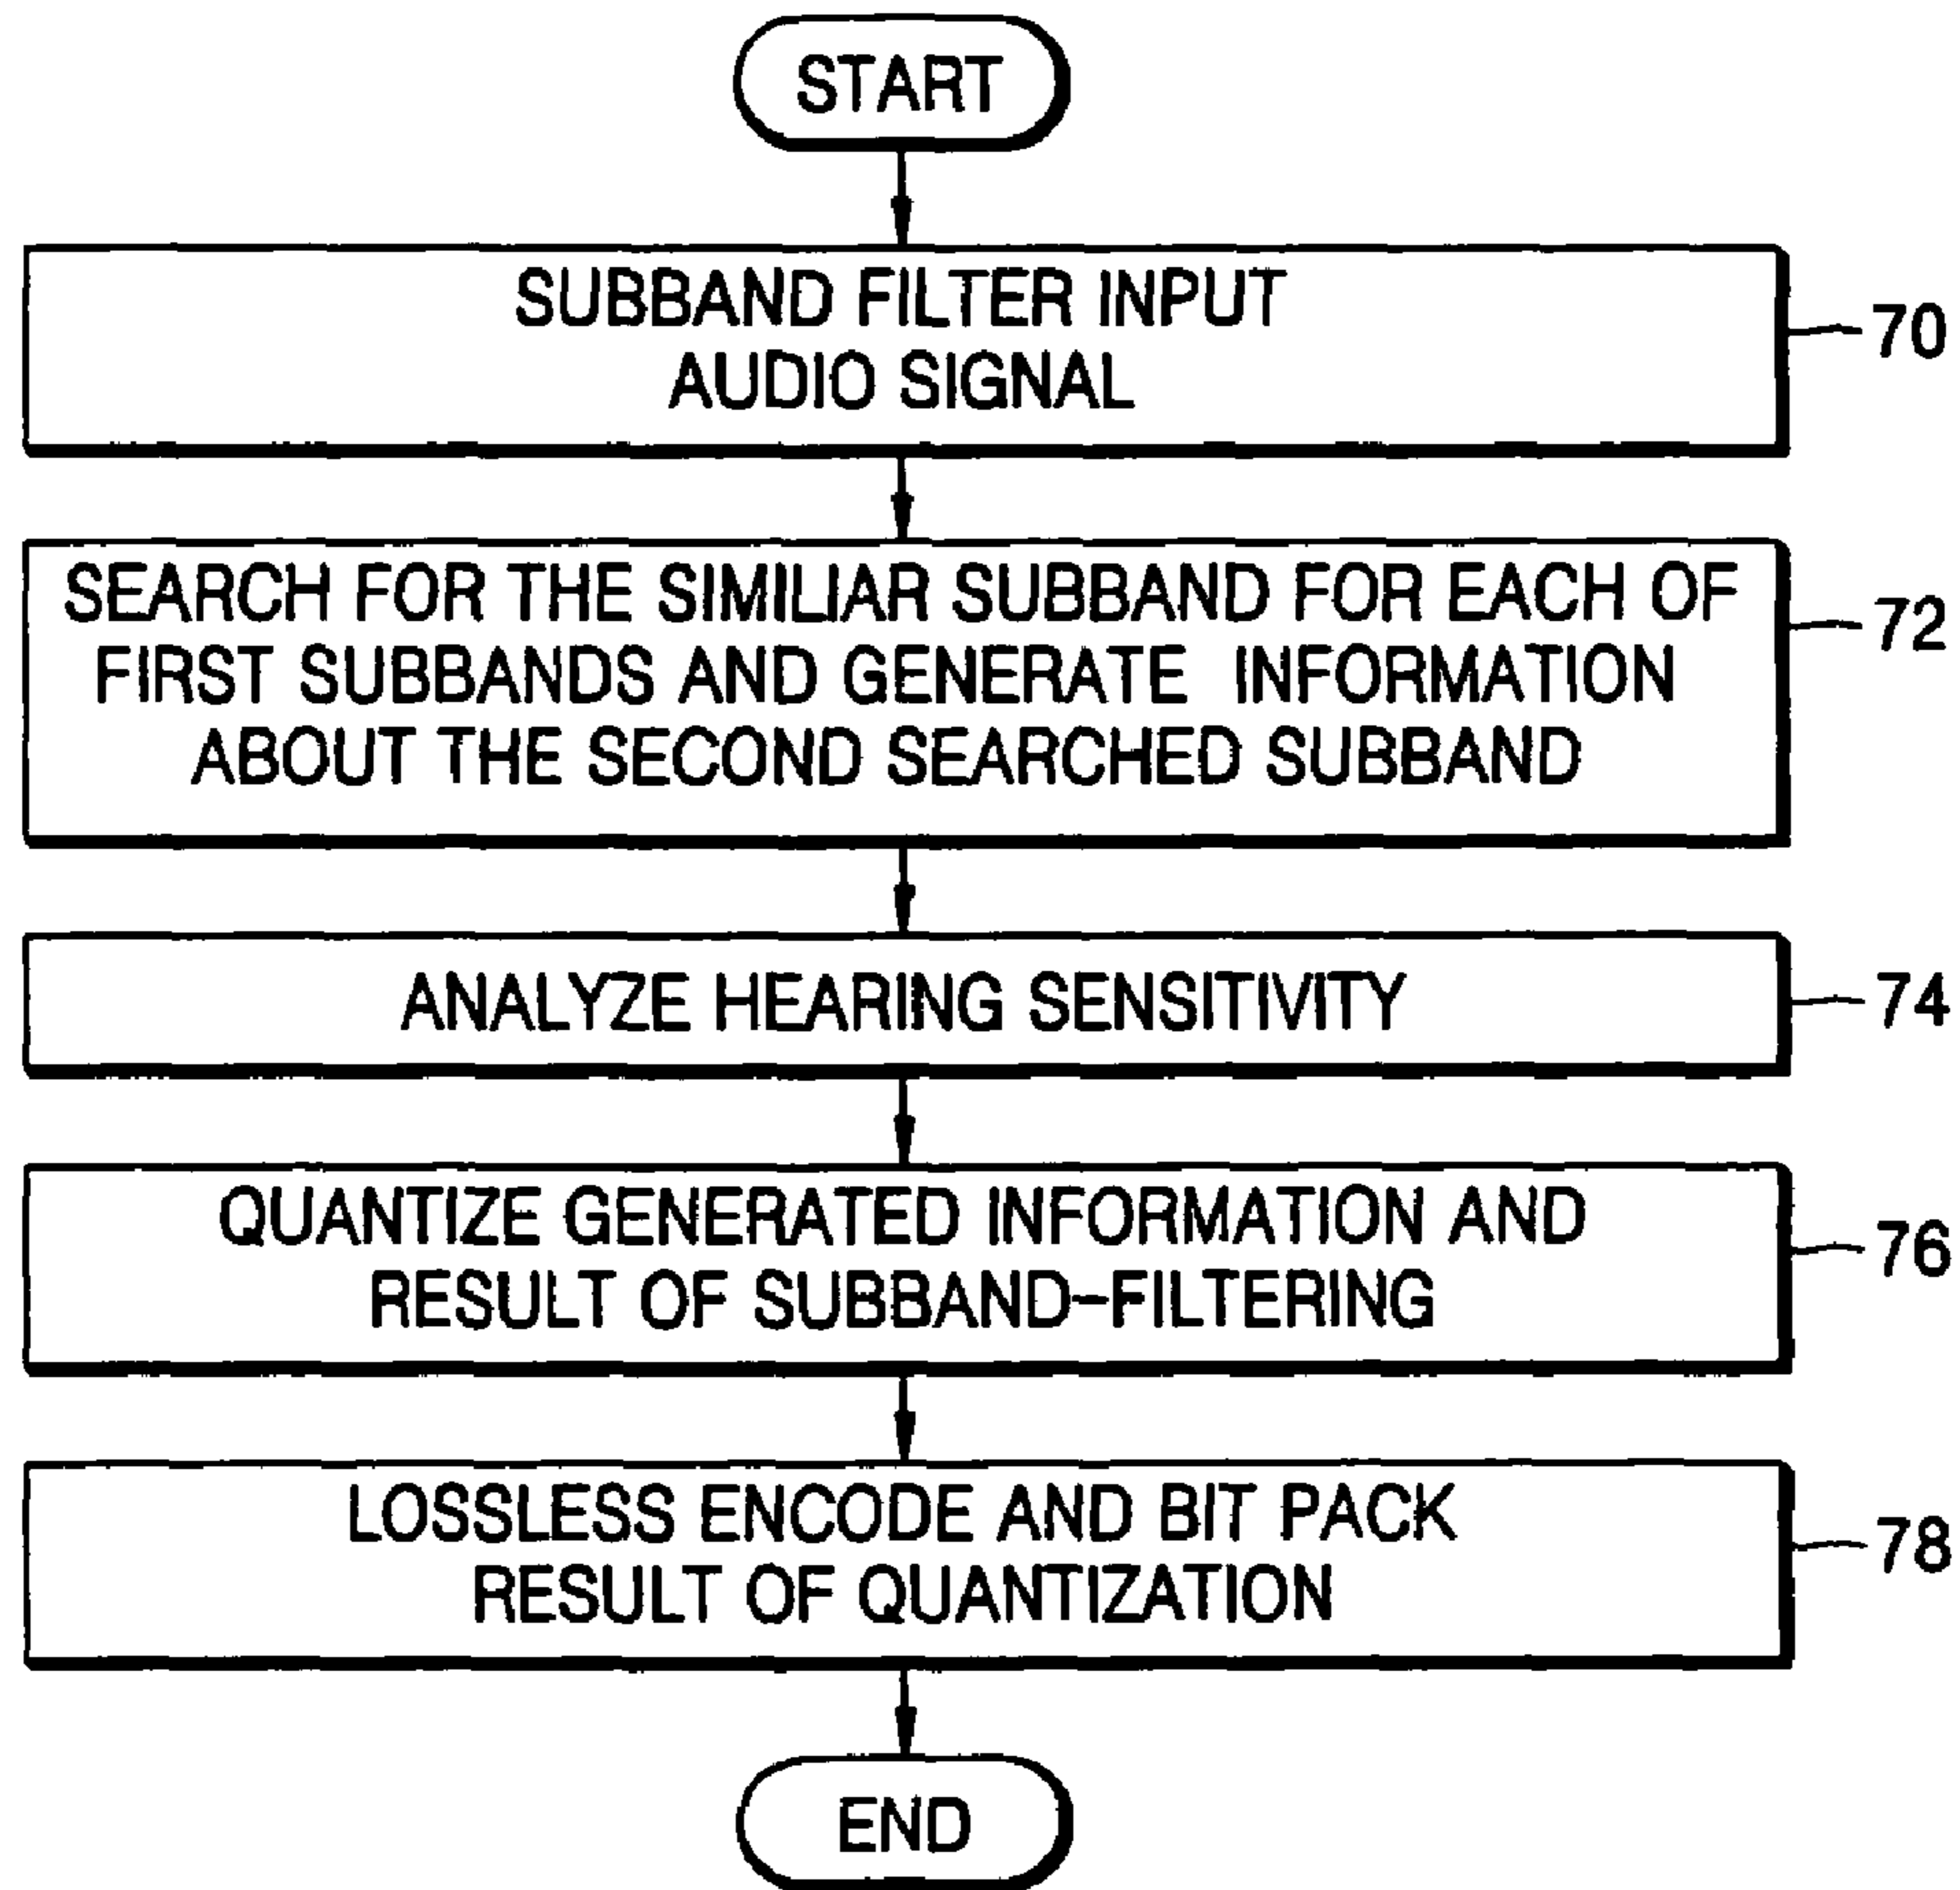 START
SUBBAND FILTER INPUT
AUDIO SIGNAL
70
SEARCH FOR THE SIMILIAR SUBBAND FOR EACH OF
FIRST SUBBANDS AND GENERATE INFORMATION
ABOUT THE SECOND SEARCHED SUBBAND
72
ANALYZE HEARING SENSITIVITY
74
QUANTIZE GENERATED INFORMATION AND
RESULT OF SUBBAND-FILTERING
76
LOSSLESS ENCODE AND BIT PACK
RESULT OF QUANTIZATION
78
END